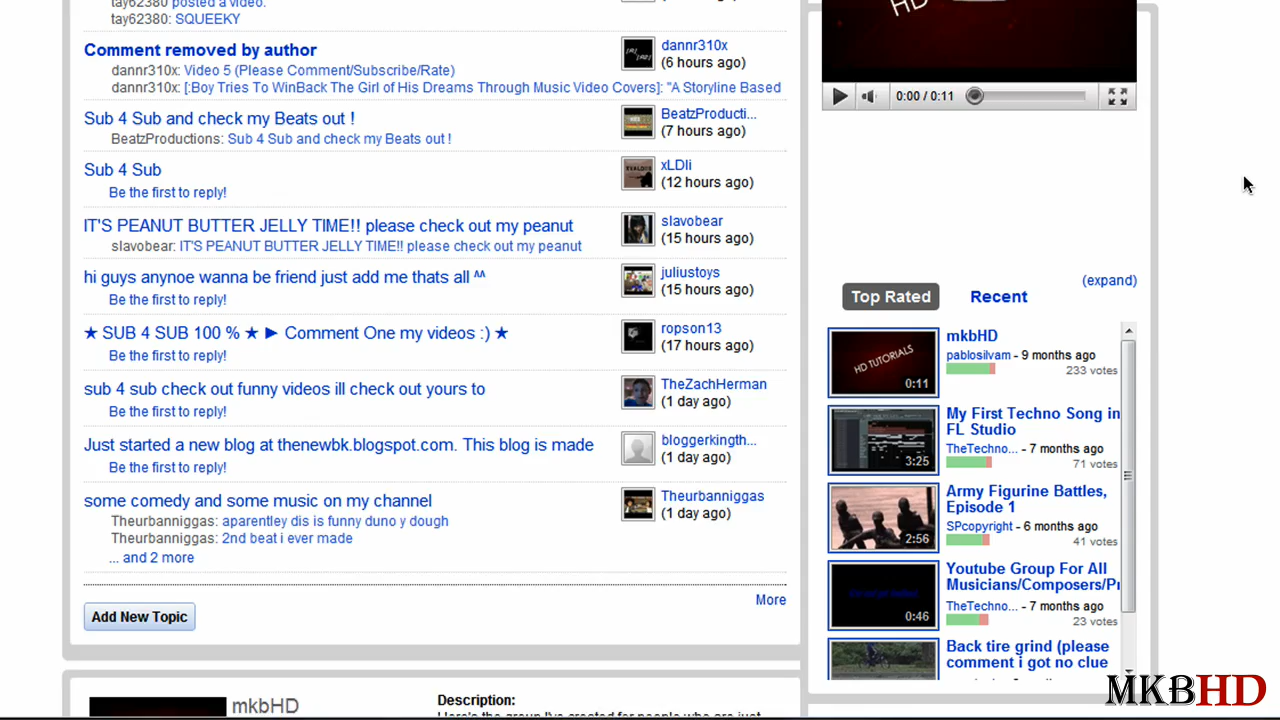 tay62380 posted a video.
tay62380: SQUEEKY
Comment removed by author
dannr310x
(6 hours ago)
dannr310x: Video 5 (Please Comment/Subscribe/Rate)
dannr310x: [:Boy Tries To WinBack The Girl of His Dreams Through Music Video Covers]: "A Storyline Based
Sub 4 Sub and check my Beats out !
BeatzProducti...
(7 hours ago)
BeatzProductions: Sub 4 Sub and check my Beats out !
Sub 4 Sub
xLDIi
(12 hours ago)
Be the first to reply!
IT'S PEANUT BUTTER JELLY TIME!! please check out my peanut
slavobear
(15 hours ago)
slavobear: IT'S PEANUT BUTTER JELLY TIME!! please check out my peanut
hi guys anynoe wanna be friend just add me thats all ^^
juliustoys
(15 hours ago)
Be the first to reply!
★ SUB 4 SUB 100 % ★ ► Comment One my videos :) ★
ropson13
(17 hours ago)
Be the first to reply!
sub 4 sub check out funny videos ill check out yours to
TheZachHerman
(1 day ago)
Be the first to reply!
Just started a new blog at thenewbk.blogspot.com. This blog is made
bloggerkingth...
(1 day ago)
Be the first to reply!
some comedy and some music on my channel
Theurbanniggas
(1 day ago)
Theurbanniggas: aparentley dis is funny duno y dough
Theurbanniggas: 2nd beat i ever made
... and 2 more
More
Add New Topic
mkbHD
Description:
Here's the group I've created for people who are just
HD
0:00 / 0:11
(expand)
Top Rated Recent
HD TUTORIALS
0:11
mkbHD
pablosilvam - 9 months ago
233 votes
3:25
My First Techno Song in
FL Studio
TheTechno... - 7 months ago
71 votes
2:56
Army Figurine Battles,
Episode 1
SPcopyright - 6 months ago
41 votes
0:46
Youtube Group For All
Musicians/Composers/Pr
TheTechno... - 7 months ago
23 votes
Back tire grind (please
comment i got no clue
MKBHD